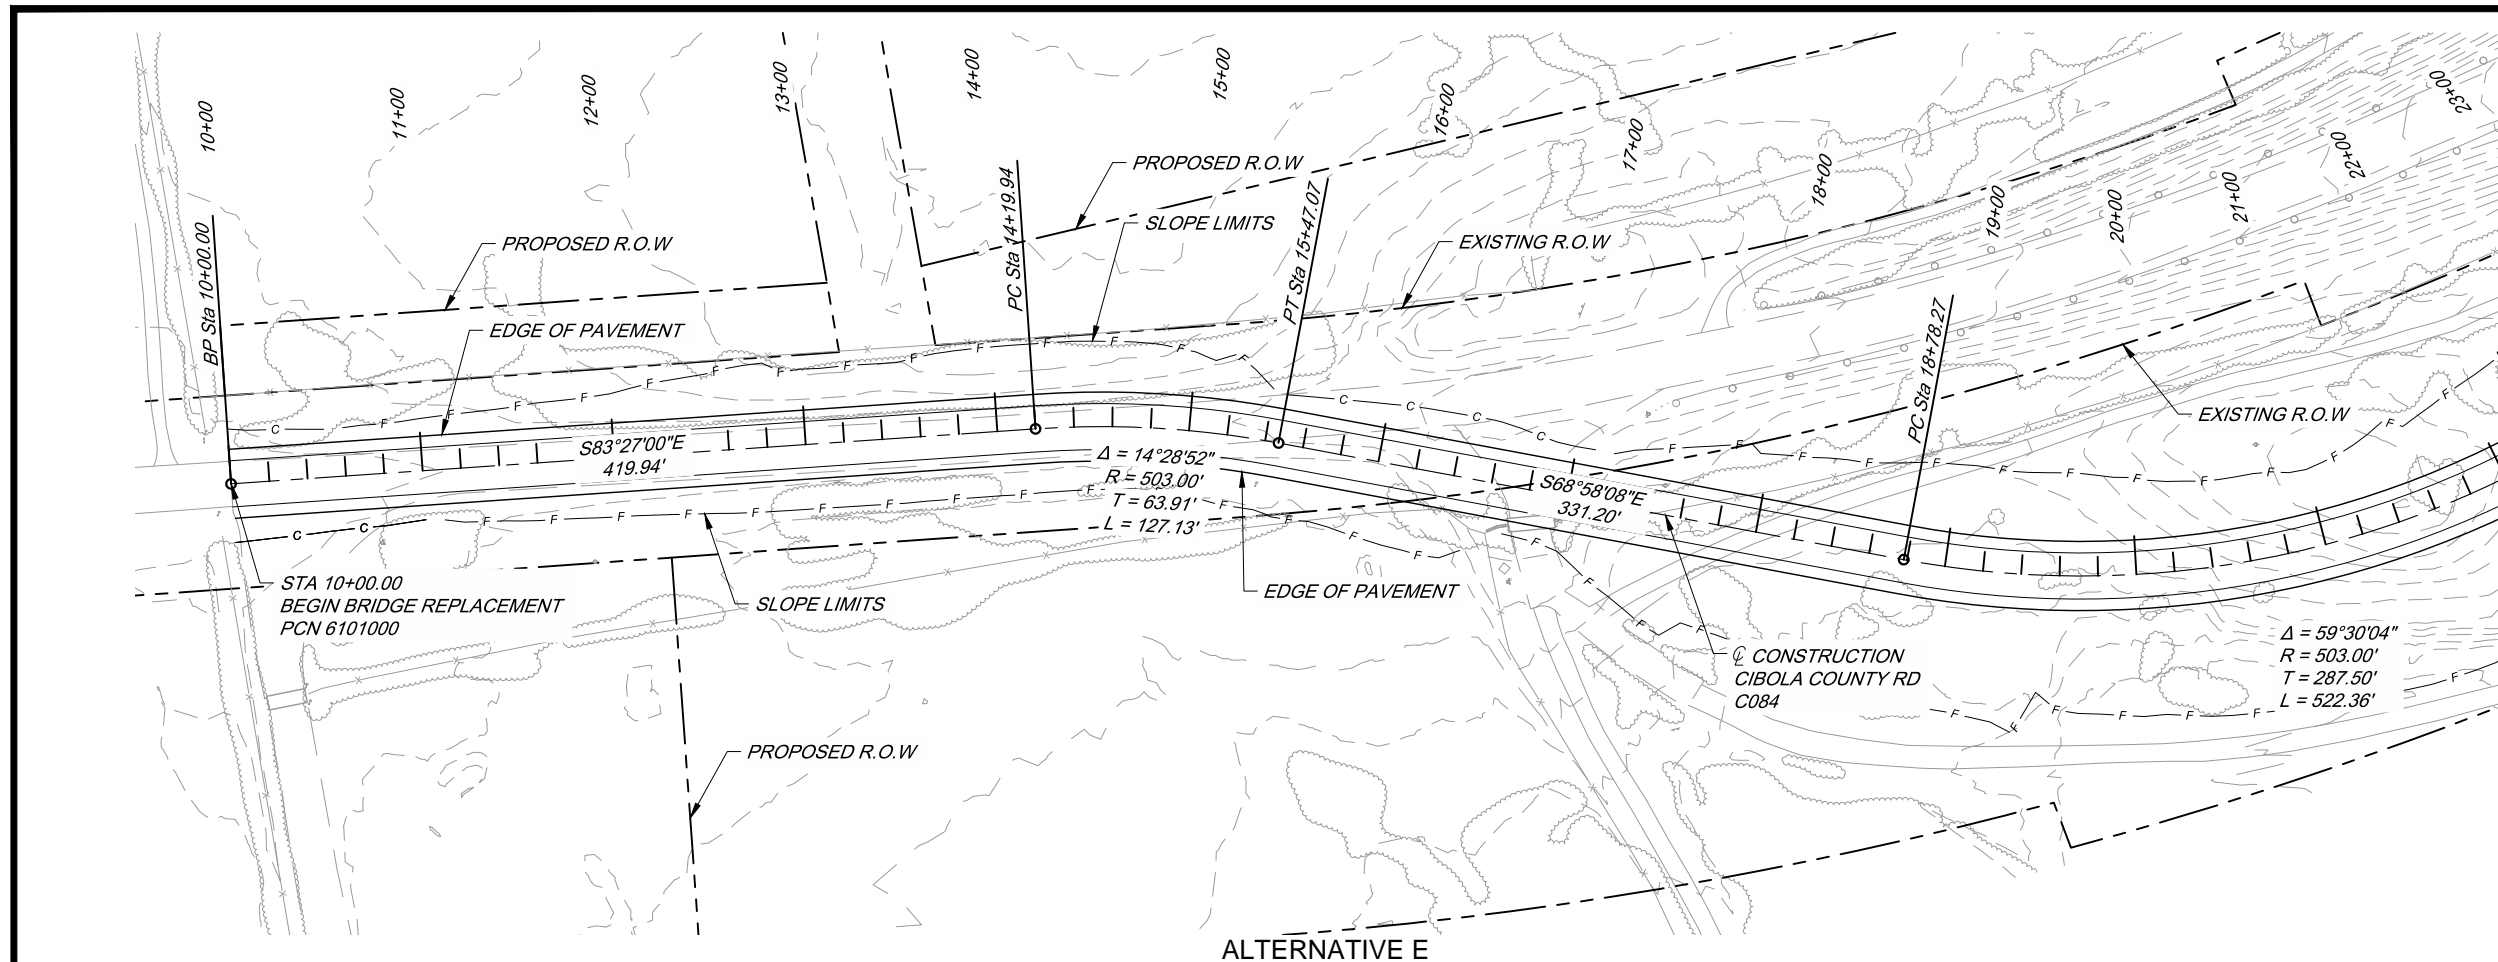 10+00
11+00
12+00
13+00
14+00
15+00
16+00
17+00
18+00
19+00
20+00
21+00
22+00
23+00
BP Sta 10+00.00
PC Sta 14+19.94
PT Sta 15+47.07
PC Sta 18+78.27
PROPOSED R.O.W
SLOPE LIMITS
PROPOSED R.O.W
EXISTING R.O.W
EDGE OF PAVEMENT
EXISTING R.O.W
S83°27'00"E
419.94'
Δ = 14°28'52"
R = 503.00'
T = 63.91'
L = 127.13'
S68°58'08"E
331.20'
STA 10+00.00
BEGIN BRIDGE REPLACEMENT
PCN 6101000
SLOPE LIMITS
EDGE OF PAVEMENT
℄ CONSTRUCTION
CIBOLA COUNTY RD
C084
Δ = 59°30'04"
R = 503.00'
T = 287.50'
L = 522.36'
PROPOSED R.O.W
ALTERNATIVE E